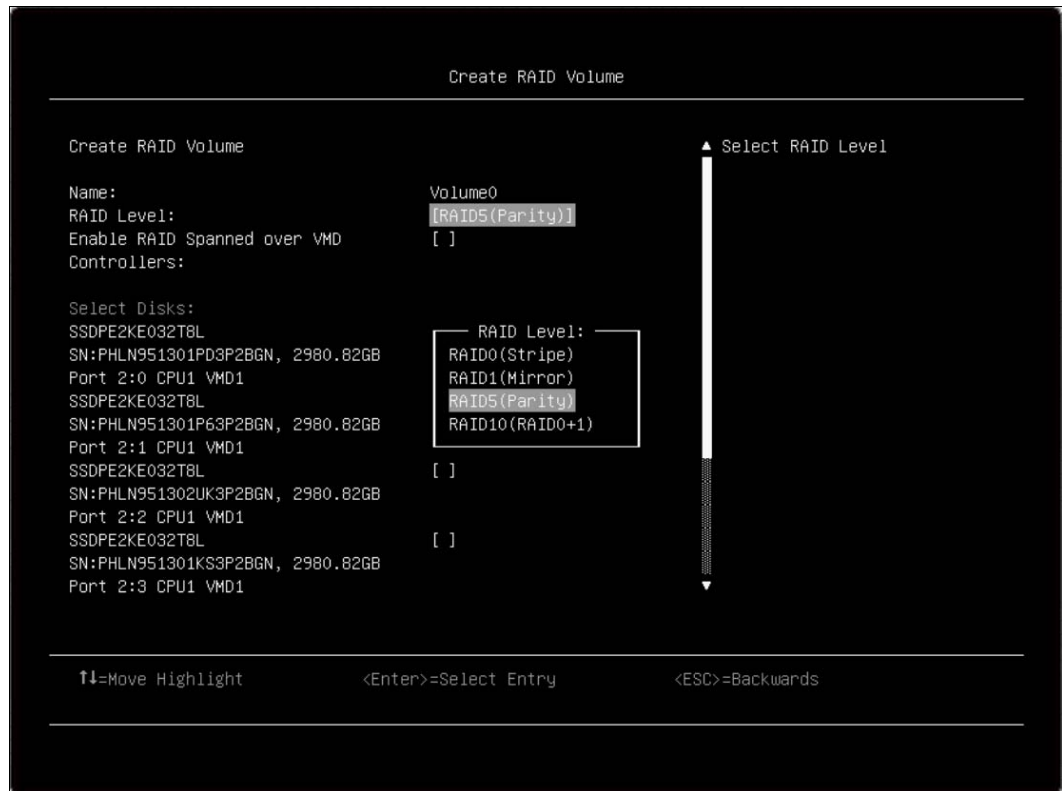 Create RAID Volume
Create RAID Volume
▲ Select RAID Level
Name: Volume0
RAID Level: [RAID5(Parity)]
Enable RAID Spanned over VMD [ ]
Controllers:
Select Disks:
SSDPE2KE032T8L
SN:PHLN951301PD3P2BGN, 2980.82GB
Port 2:0 CPU1 VMD1
SSDPE2KE032T8L
SN:PHLN951301P63P2BGN, 2980.82GB
Port 2:1 CPU1 VMD1
SSDPE2KE032T8L [ ]
SN:PHLN951302UK3P2BGN, 2980.82GB
Port 2:2 CPU1 VMD1
SSDPE2KE032T8L [ ]
SN:PHLN951301KS3P2BGN, 2980.82GB
Port 2:3 CPU1 VMD1
RAID Level:
RAID0(Stripe)
RAID1(Mirror)
RAID5(Parity)
RAID10(RAID0+1)
▼
↑↓=Move Highlight <Enter>=Select Entry <ESC>=Backwards